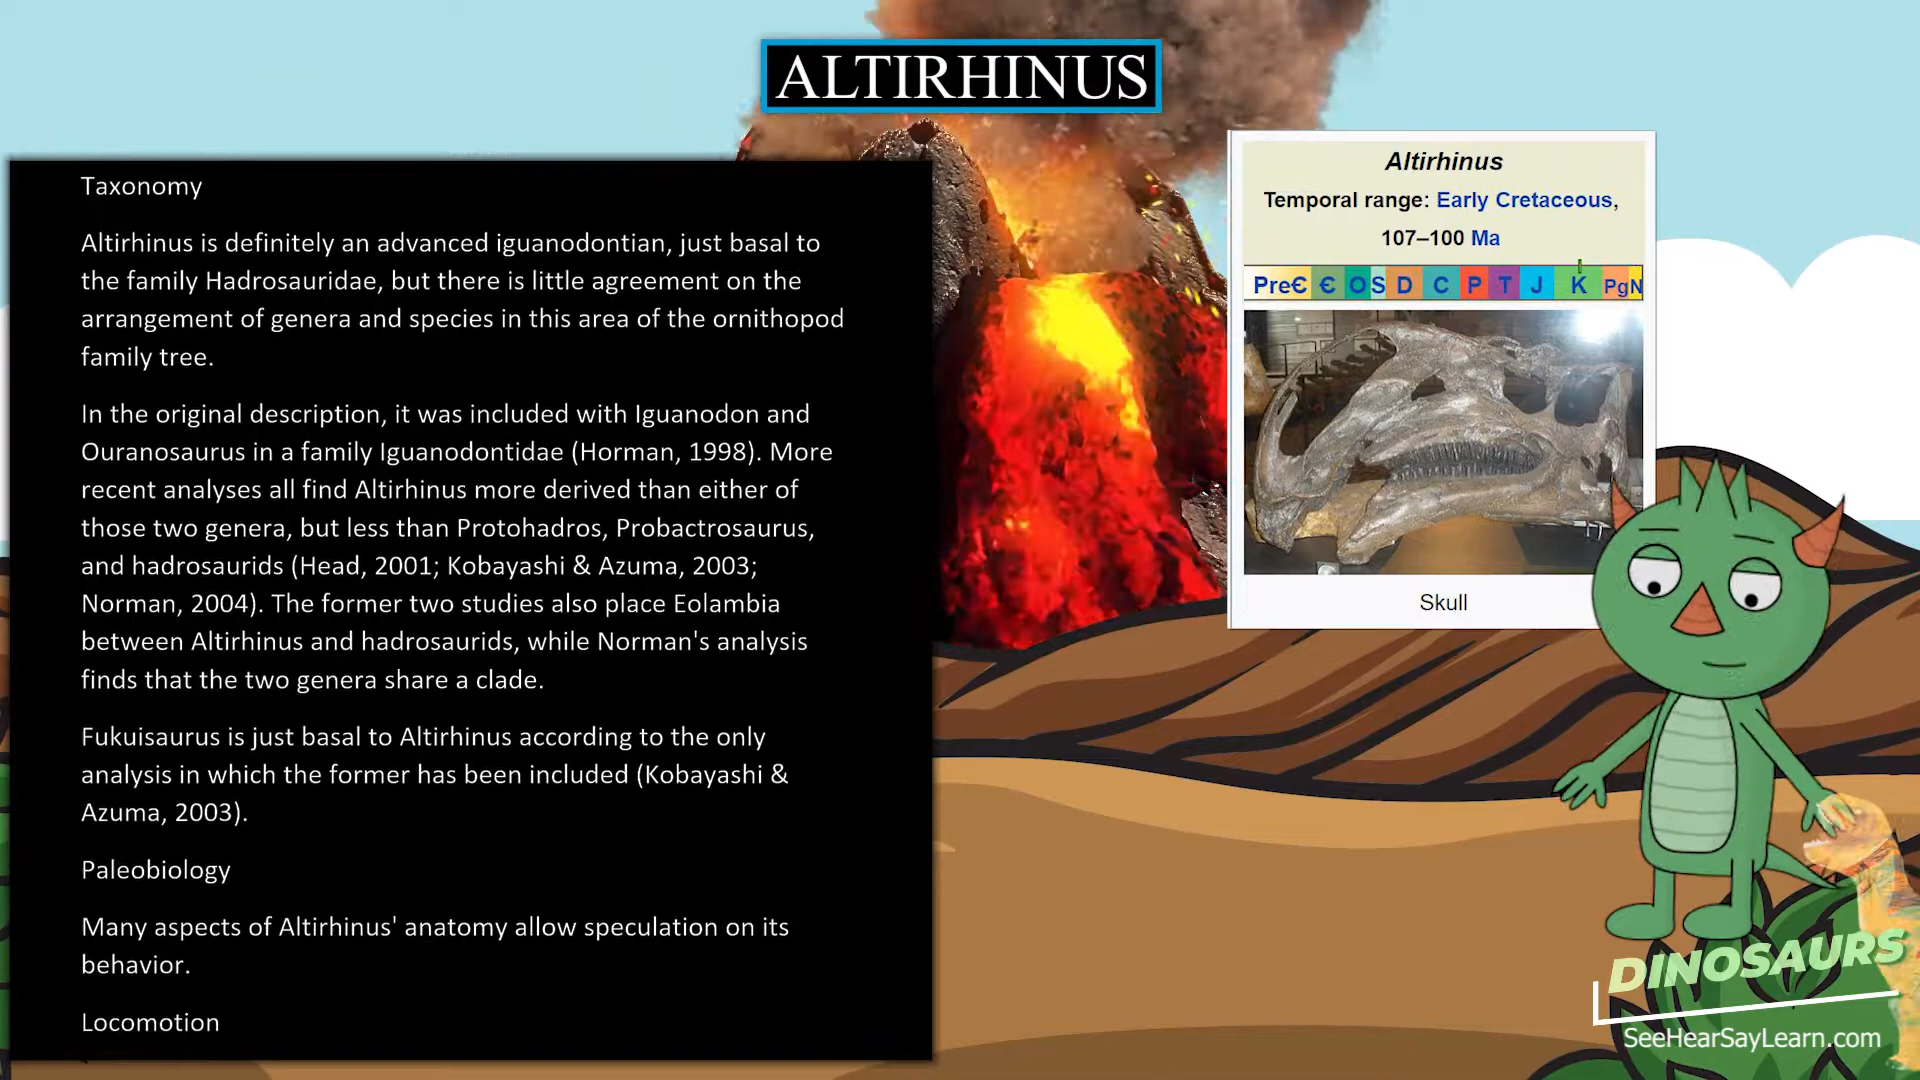 ALTIRHINUS
Taxonomy
Altirhinus is definitely an advanced iguanodontian, just basal to
the family Hadrosauridae, but there is little agreement on the
arrangement of genera and species in this area of the ornithopod
family tree.
In the original description, it was included with Iguanodon and
Ouranosaurus in a family Iguanodontidae (Horman, 1998). More
recent analyses all find Altirhinus more derived than either of
those two genera, but less than Protohadros, Probactrosaurus,
and hadrosaurids (Head, 2001; Kobayashi & Azuma, 2003;
Norman, 2004). The former two studies also place Eolambia
between Altirhinus and hadrosaurids, while Norman's analysis
finds that the two genera share a clade.
Fukuisaurus is just basal to Altirhinus according to the only
analysis in which the former has been included (Kobayashi &
Azuma, 2003).
Paleobiology
Many aspects of Altirhinus' anatomy allow speculation on its
behavior.
Locomotion
Altirhinus
Temporal range: Early Cretaceous,
107–100 Ma
PreЄ Є O S D C P T J K Pg N
Skull
DINOSAURS
SeeHearSayLearn.com